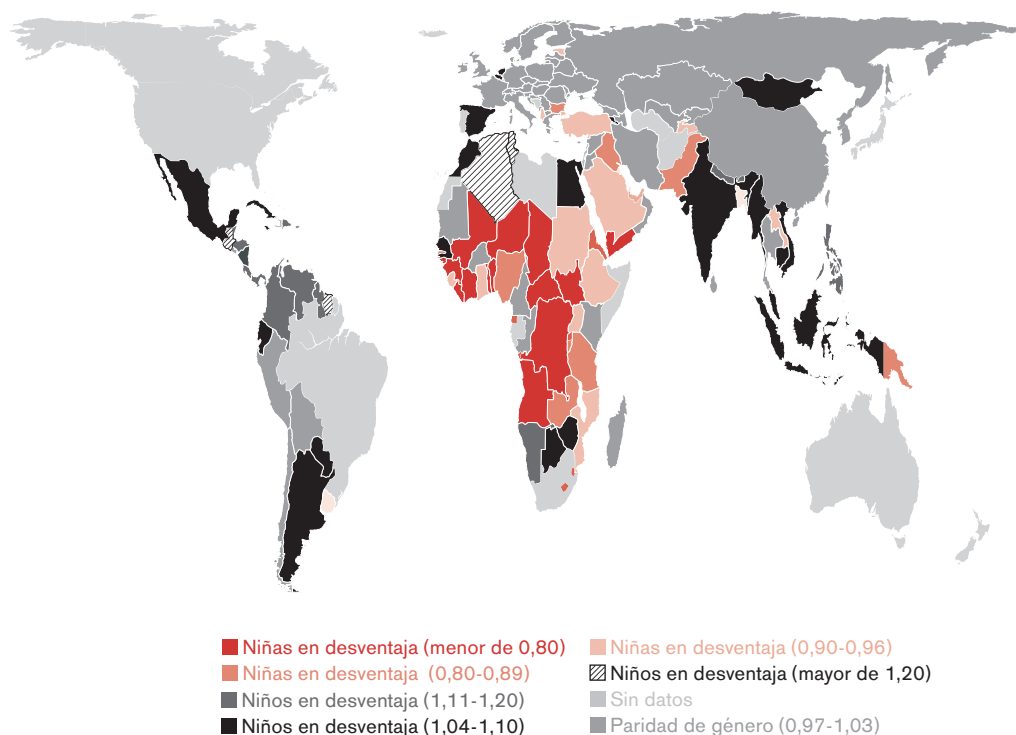 Niñas en desventaja (menor de 0,80)
Niñas en desventaja (0,80-0,89)
Niños en desventaja (1,11-1,20)
Niños en desventaja (1,04-1,10)
Niñas en desventaja (0,90-0,96)
Niños en desventaja (mayor de 1,20)
Sin datos
Paridad de género (0,97-1,03)